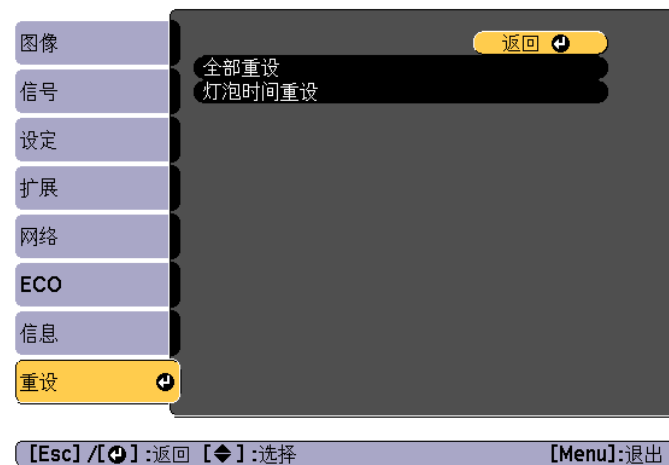 图像
信号
设定
扩展
网络
ECO
信息
重设
返回
全部重设
灯泡时间重设
[Esc] /[⏎] :返回 [◆] :选择 [Menu]:退出